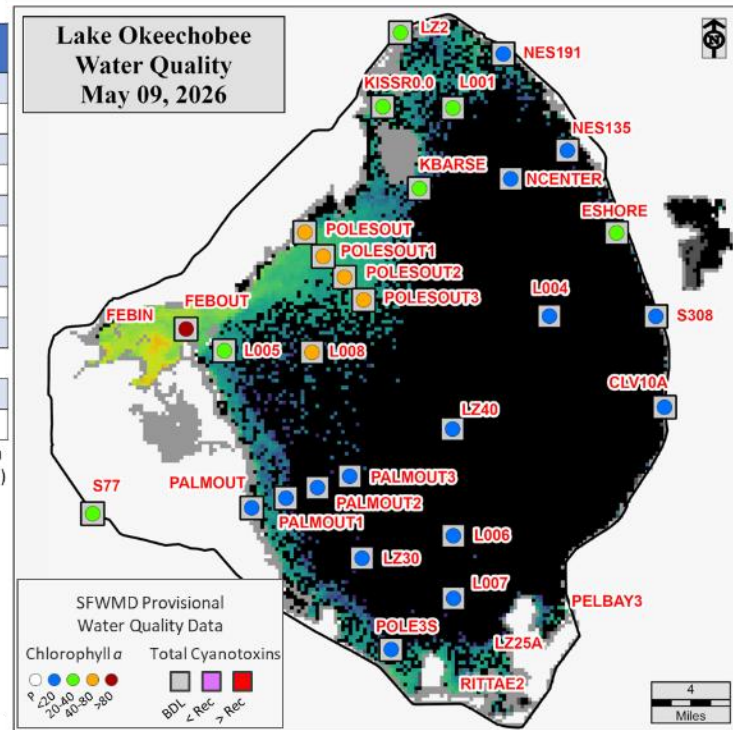 Lake Okeechobee
Water Quality
May 09, 2026
N
LZ2
NES191
KISSR0.0
L001
NES135
KBARSE
NCENTER
ESHORE
POLESOUT
POLESOUT1
POLESOUT2
POLESOUT3
FEBIN
FEBOUT
L004
S308
L005
L008
CLV10A
LZ40
S77
PALMOUT
PALMOUT3
PALMOUT2
PALMOUT1
L006
LZ30
L007
PELBAY3
POLE3S
LZ25A
RITTAE2
)
SFWMD Provisional
Water Quality Data
Chlorophyll a
Total Cyanotoxins
P <20 20-40 40-80 >80
BDL < Rec > Rec
4
Miles